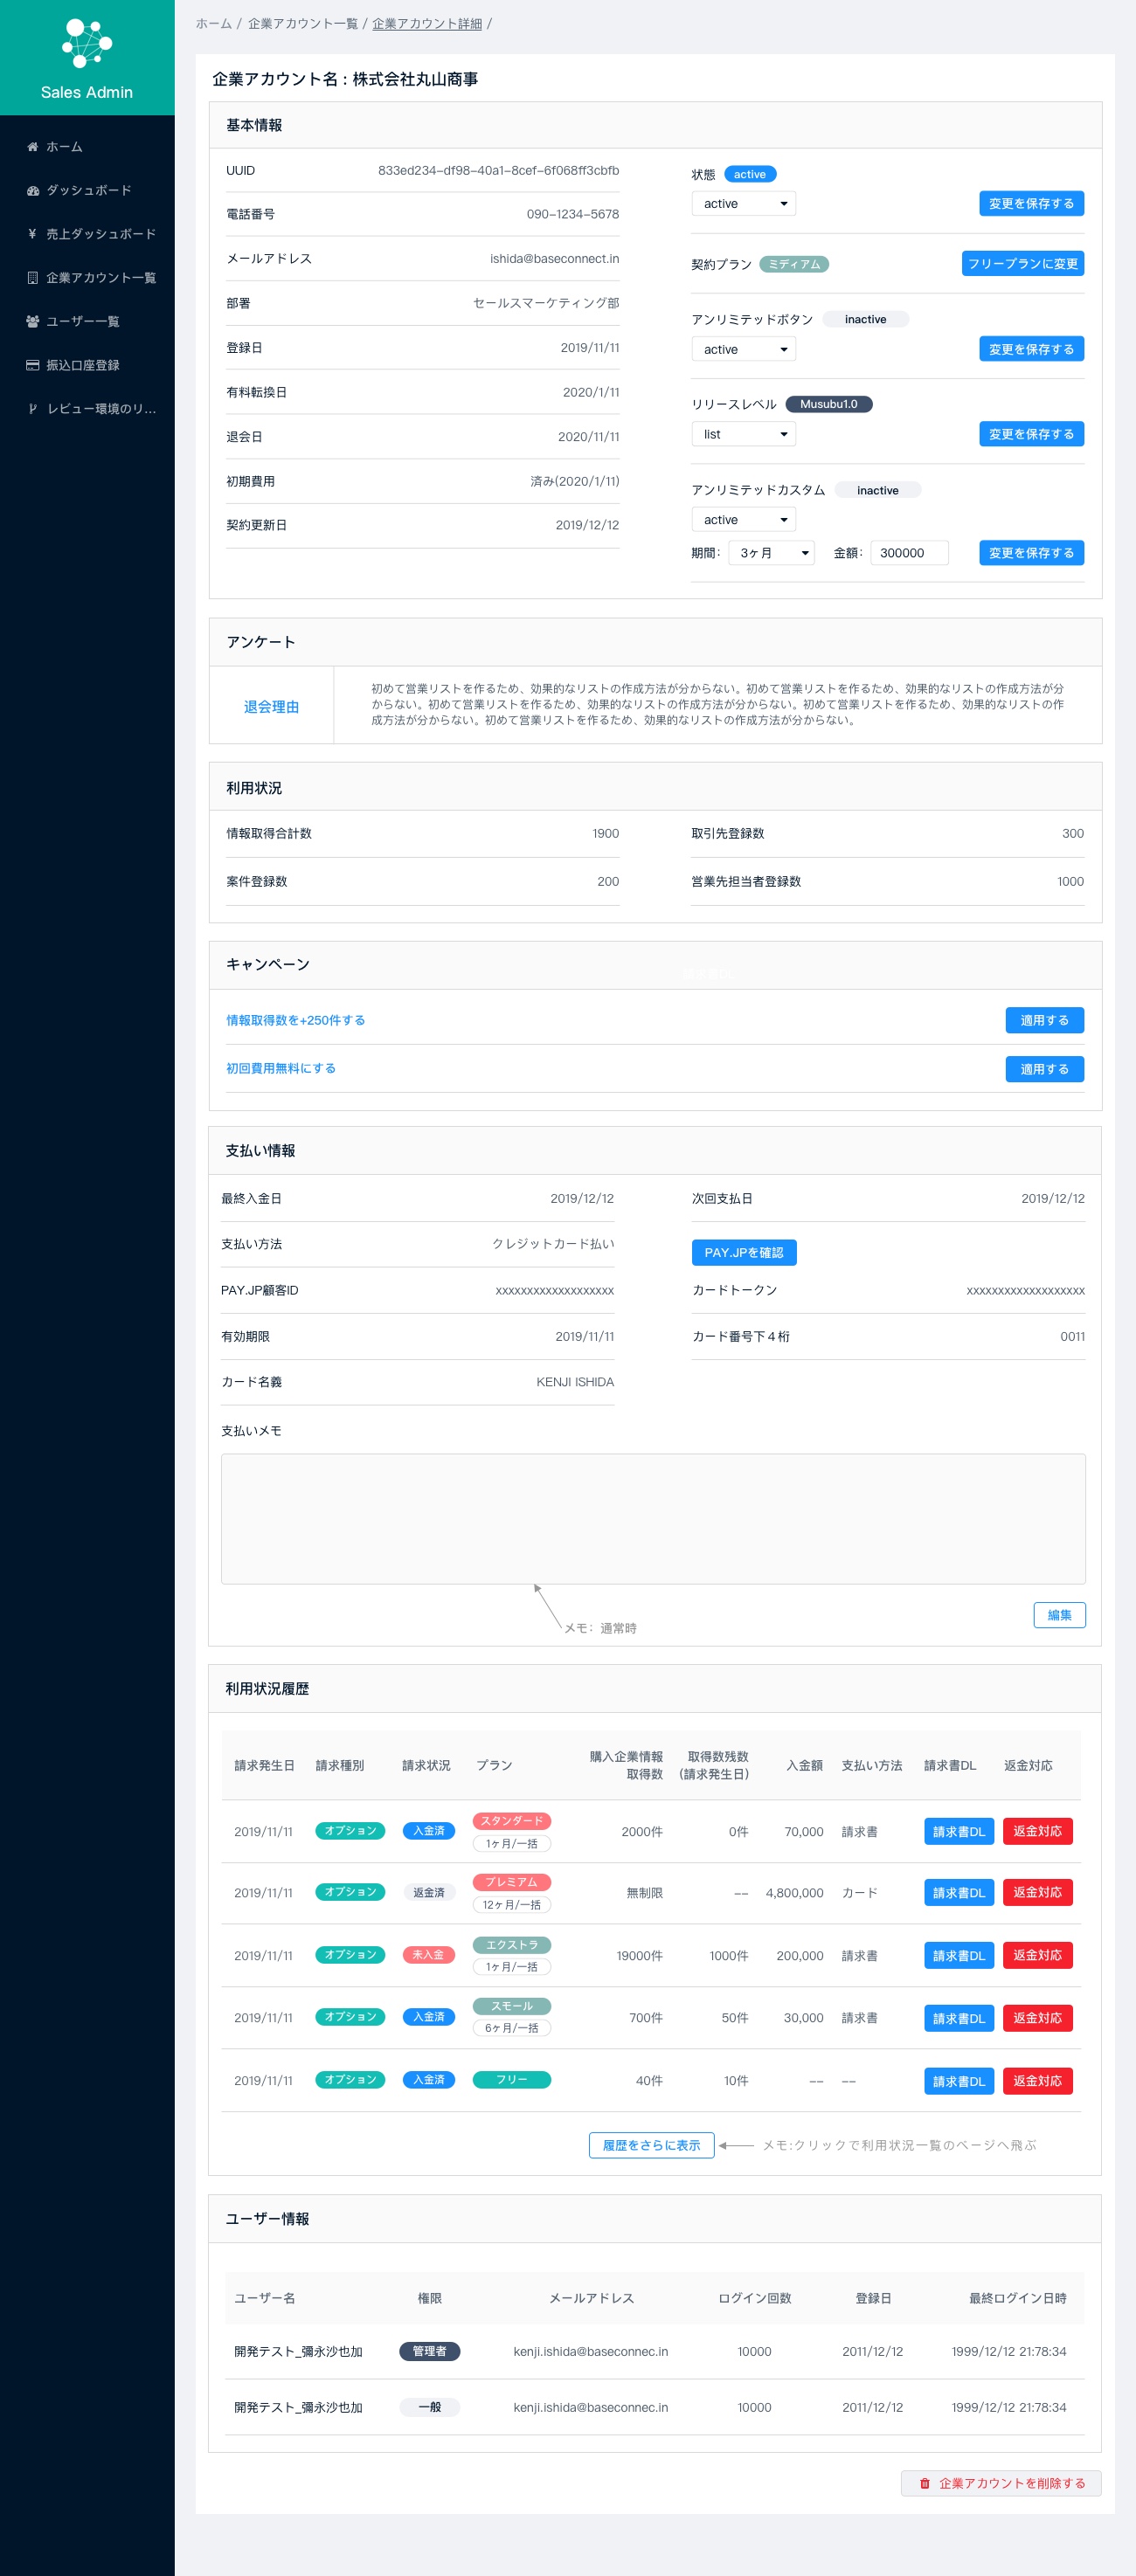 Sales Admin
ホーム
ダッシュボード
¥ 売上ダッシュボード
企業アカウント一覧
ユーザー一覧
振込口座登録
レビュー環境のリ...
ホーム / 企業アカウント一覧 / 企業アカウント詳細 /
企業アカウント名 : 株式会社丸山商事
基本情報
UUID 833ed234-df98-40a1-8cef-6f068ff3cbfb
電話番号 090-1234-5678
メールアドレス ishida@baseconnect.in
部署 セールスマーケティング部
登録日 2019/11/11
有料転換日 2020/1/11
退会日 2020/11/11
初期費用 済み(2020/1/11)
契約更新日 2019/12/12
状態 active
active 変更を保存する
契約プラン ミディアム フリープランに変更
アンリミテッドボタン inactive
active 変更を保存する
リリースレベル Musubu1.0
list 変更を保存する
アンリミテッドカスタム inactive
active
期間: 3ヶ月 金額: 300000 変更を保存する
アンケート
退会理由
初めて営業リストを作るため、効果的なリストの作成方法が分からない。初めて営業リストを作るため、効果的なリストの作成方法が分
からない。初めて営業リストを作るため、効果的なリストの作成方法が分からない。初めて営業リストを作るため、効果的なリストの作
成方法が分からない。初めて営業リストを作るため、効果的なリストの作成方法が分からない。
利用状況
情報取得合計数 1900 取引先登録数 300
案件登録数 200 営業先担当者登録数 1000
キャンペーン
情報取得数を+250件する 適用する
初回費用無料にする 適用する
支払い情報
最終入金日 2019/12/12 次回支払日 2019/12/12
支払い方法 クレジットカード払い PAY.JPを確認
PAY.JP顧客ID xxxxxxxxxxxxxxxxxxx カードトークン xxxxxxxxxxxxxxxxxxx
有効期限 2019/11/11 カード番号下４桁 0011
カード名義 KENJI ISHIDA
支払いメモ
メモ: 通常時
編集
利用状況履歴
請求発生日 請求種別 請求状況 プラン 購入企業情報 取得数 取得数残数 (請求発生日) 入金額 支払い方法 請求書DL 返金対応
2019/11/11 オプション 入金済 スタンダード 1ヶ月/一括 2000件 0件 70,000 請求書 請求書DL 返金対応
2019/11/11 オプション 返金済 プレミアム 12ヶ月/一括 無制限 -- 4,800,000 カード 請求書DL 返金対応
2019/11/11 オプション 未入金 エクストラ 1ヶ月/一括 19000件 1000件 200,000 請求書 請求書DL 返金対応
2019/11/11 オプション 入金済 スモール 6ヶ月/一括 700件 50件 30,000 請求書 請求書DL 返金対応
2019/11/11 オプション 入金済 フリー 40件 10件 -- -- 請求書DL 返金対応
履歴をさらに表示 メモ:クリックで利用状況一覧のページへ飛ぶ
ユーザー情報
ユーザー名 権限 メールアドレス ログイン回数 登録日 最終ログイン日時
開発テスト_彌永沙也加 管理者 kenji.ishida@baseconnec.in 10000 2011/12/12 1999/12/12 21:78:34
開発テスト_彌永沙也加 一般 kenji.ishida@baseconnec.in 10000 2011/12/12 1999/12/12 21:78:34
企業アカウントを削除する